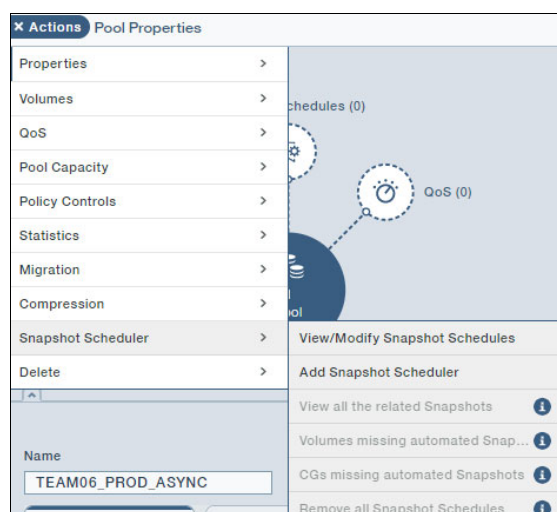 × Actions Pool Properties
Properties
Volumes
chedules (0)
QoS
Pool Capacity
QoS (0)
Policy Controls
Statistics
Migration
Compression
ool
Snapshot Scheduler
View/Modify Snapshot Schedules
Delete
Add Snapshot Scheduler
View all the related Snapshots
Volumes missing automated Snap...
Name
TEAM06_PROD_ASYNC
CGs missing automated Snapshots
Remove all Snapshot Schedules